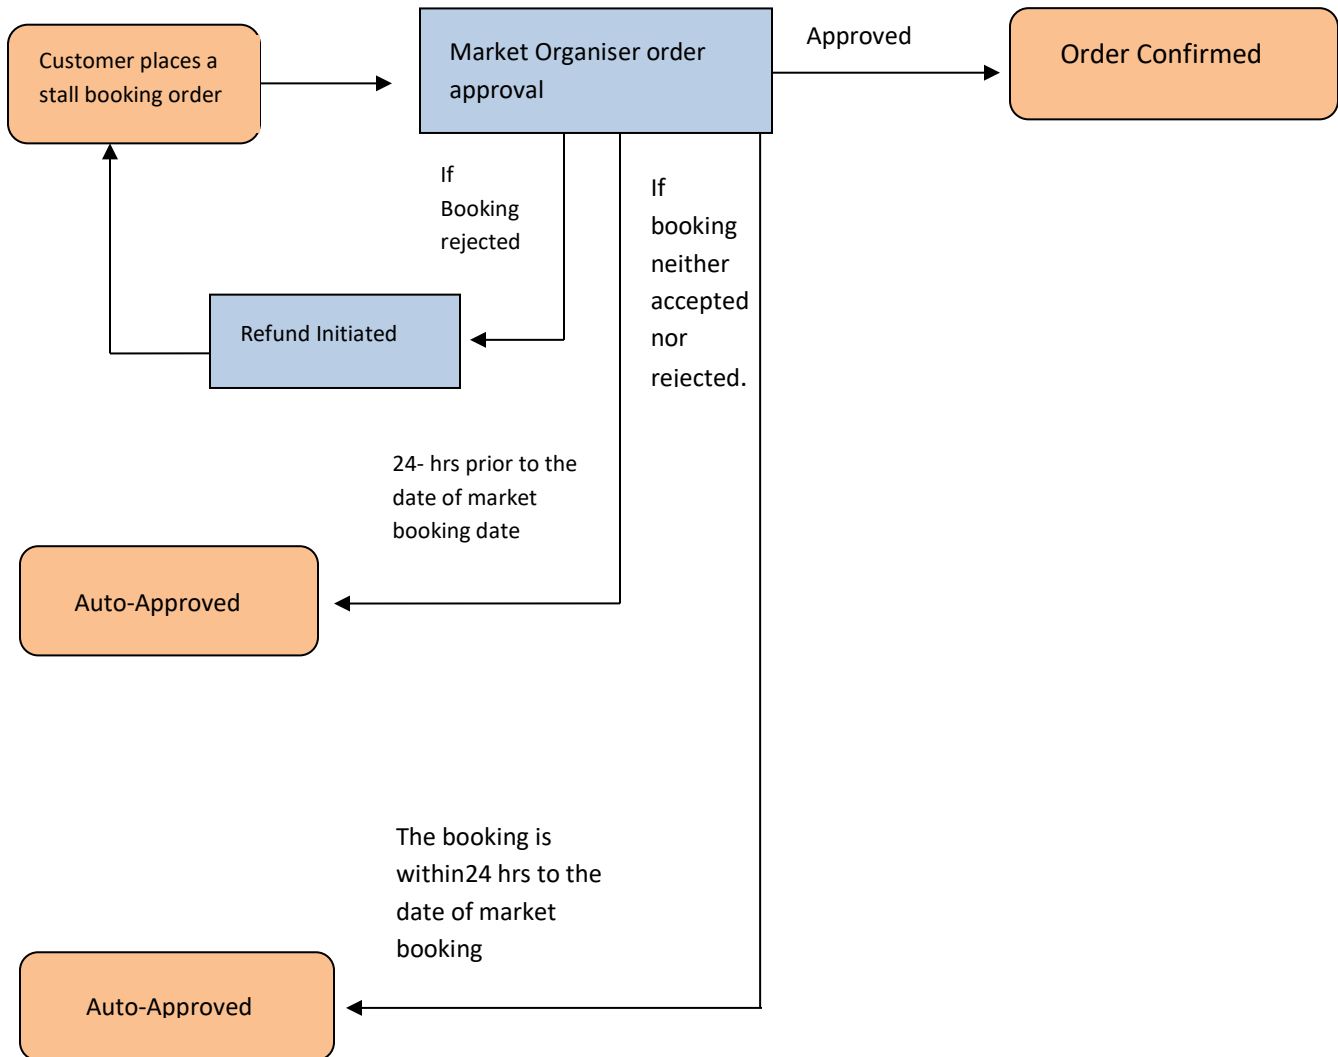 Customer places a
stall booking order
Market Organiser order
approval
Approved
Order Confirmed
If
Booking
rejected
If
booking
neither
accepted
nor
rejected.
Refund Initiated
24- hrs prior to the
date of market
booking date
Auto-Approved
The booking is
within24 hrs to the
date of market
booking
Auto-Approved